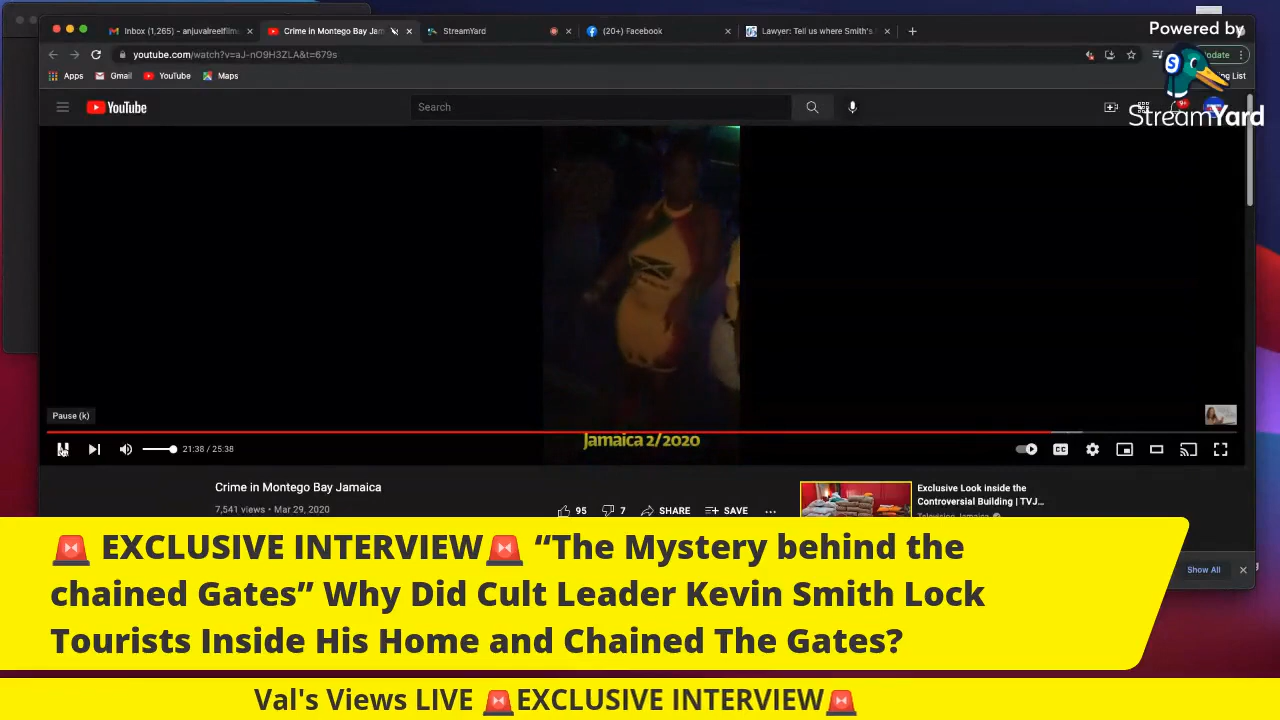 Inbox (1,265) - anjuvalreelfilms
Crime in Montego Bay Jam
StreamYard
(20+) Facebook
Lawyer: Tell us where Smith's
Powered by
youtube.com/watch?v=aJ-nO9H3ZLA&t=679s
Apps
Gmail
YouTube
Maps
StreamYard
YouTube
Search
9+
Pause (k)
Jamaica 2/2020
21:38 / 25:38
CC
Crime in Montego Bay Jamaica
7,541 views • Mar 29, 2020
95
7
SHARE
SAVE
Exclusive Look inside the
Controversial Building | TVJ...
🚨 EXCLUSIVE INTERVIEW🚨 “The Mystery behind the
chained Gates” Why Did Cult Leader Kevin Smith Lock
Tourists Inside His Home and Chained The Gates?
Show All
Val's Views LIVE 🚨EXCLUSIVE INTERVIEW🚨